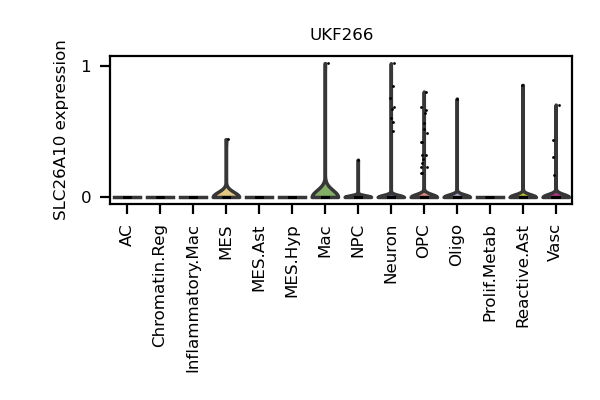 UKF266
SLC26A10 expression
1
0
AC
Chromatin.Reg
Inflammatory.Mac
MES
MES.Ast
MES.Hyp
Mac
NPC
Neuron
OPC
Oligo
Prolif.Metab
Reactive.Ast
Vasc